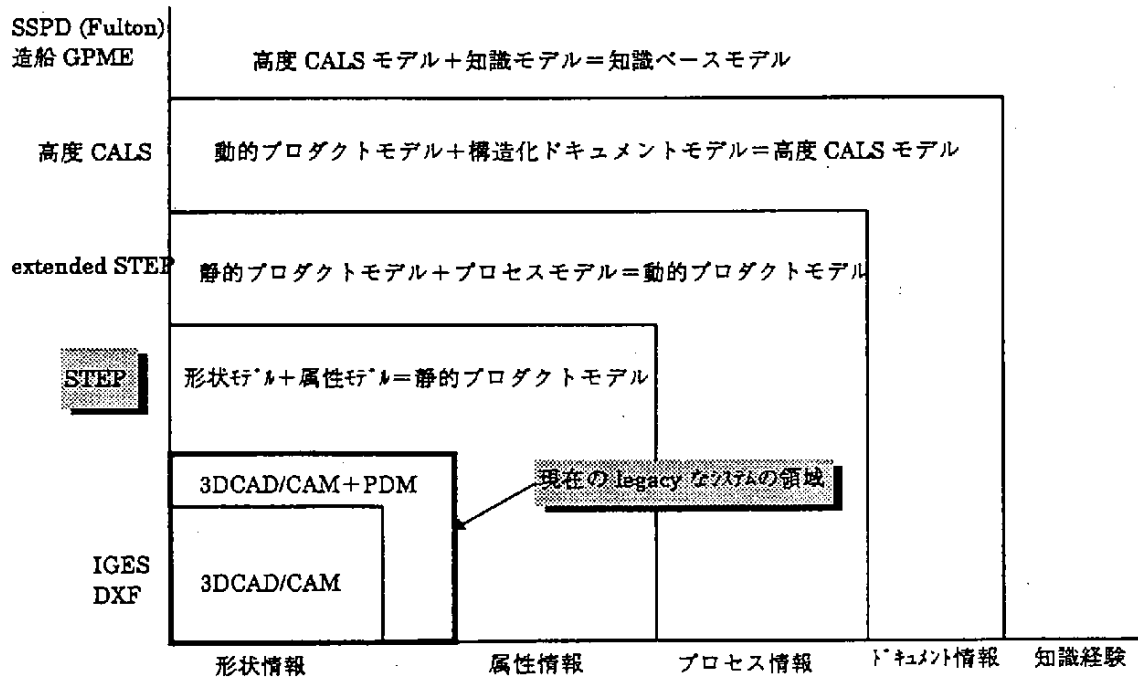 SSPD (Fulton)
造船 GPME
高度 CALS モデル＋知識モデル＝知識ベースモデル
高度 CALS
動的プロダクトモデル＋構造化ドキュメントモデル＝高度 CALS モデル
extended STEP
静的プロダクトモデル＋プロセスモデル＝動的プロダクトモデル
STEP
形状ﾓﾃﾞﾙ＋属性ﾓﾃﾞﾙ＝静的プロダクトモデル
3DCAD/CAM＋PDM
現在の legacy なｼｽﾃﾑの領域
IGES
DXF
3DCAD/CAM
形状情報
属性情報
プロセス情報
ﾄﾞｷｭﾒﾝﾄ情報
知識経験